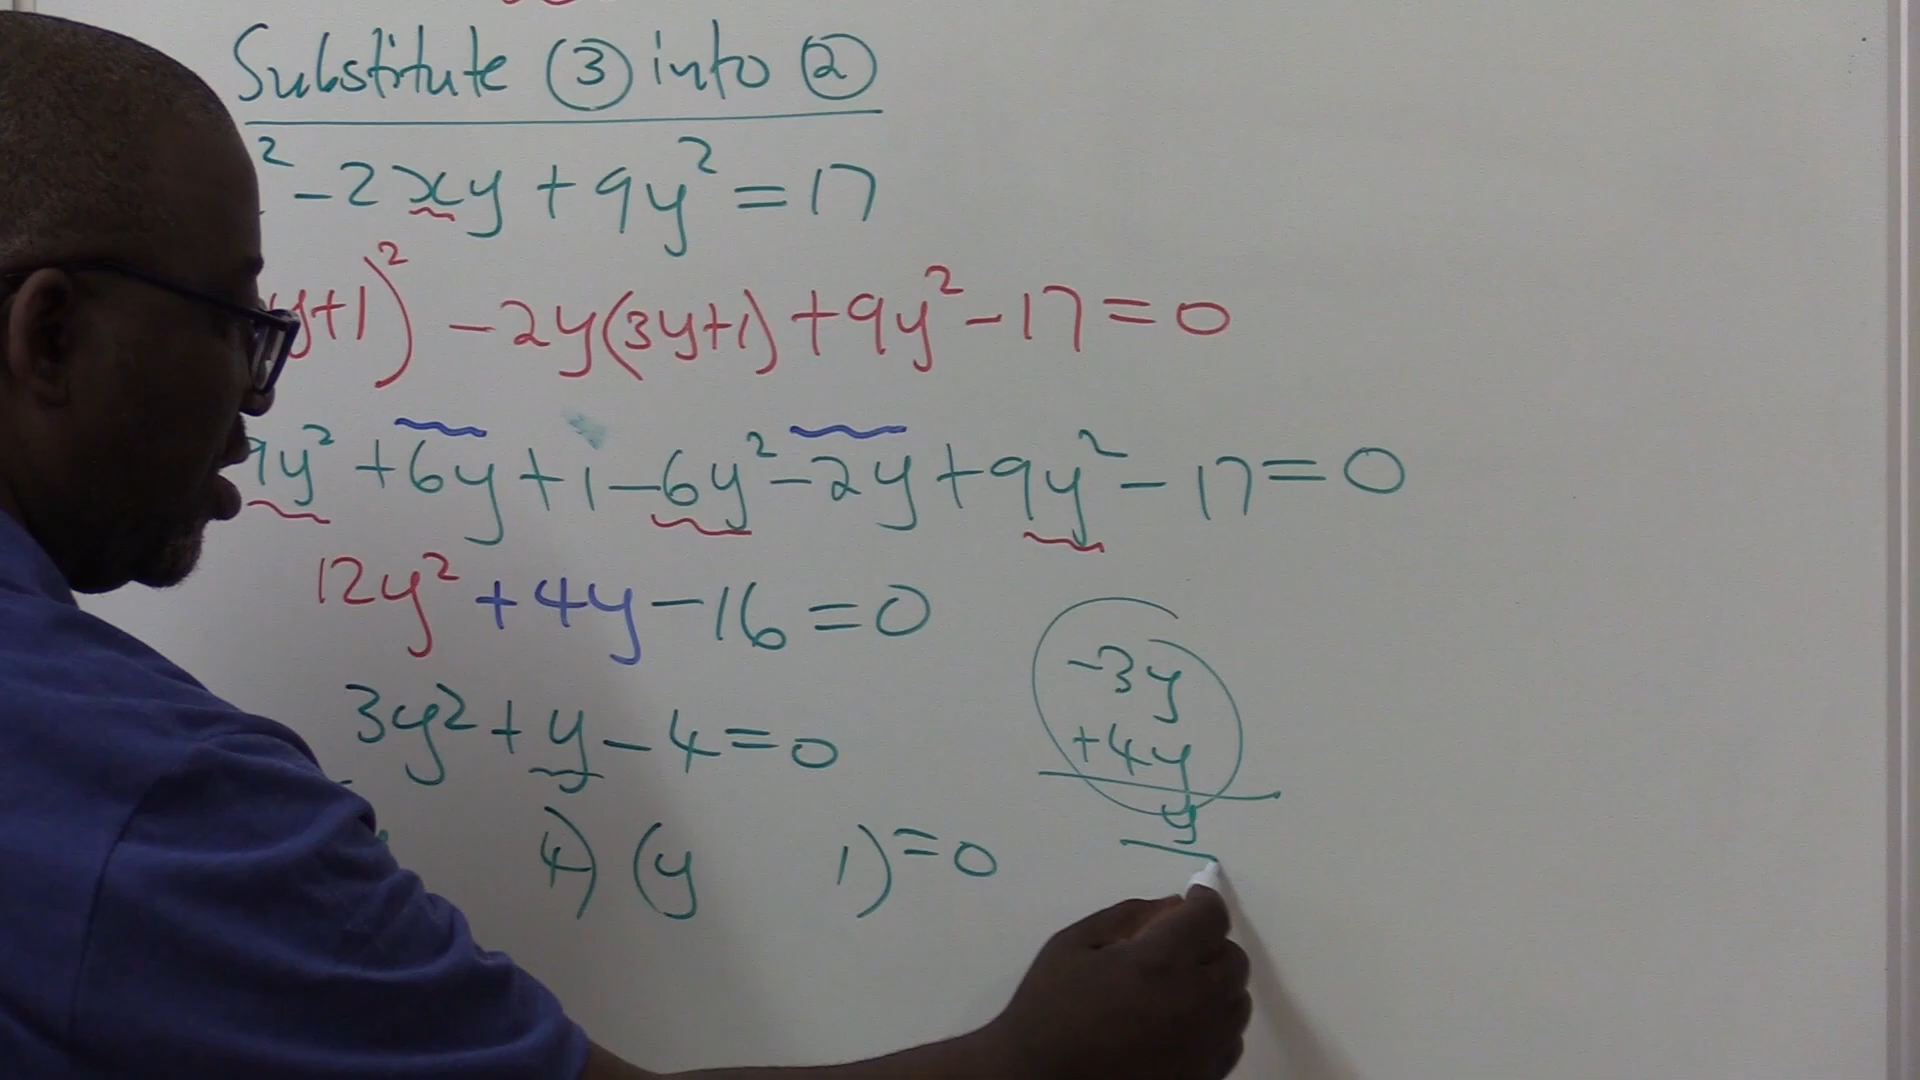 Substitute ③ into ②
² - 2xy + 9y² = 17
y+1)² - 2y(3y+1) + 9y² - 17 = 0
9y² + 6y + 1 - 6y² - 2y + 9y² - 17 = 0
12y² + 4y - 16 = 0
3y² + y - 4 = 0
4) (y 1) = 0
-3y
+4y
y